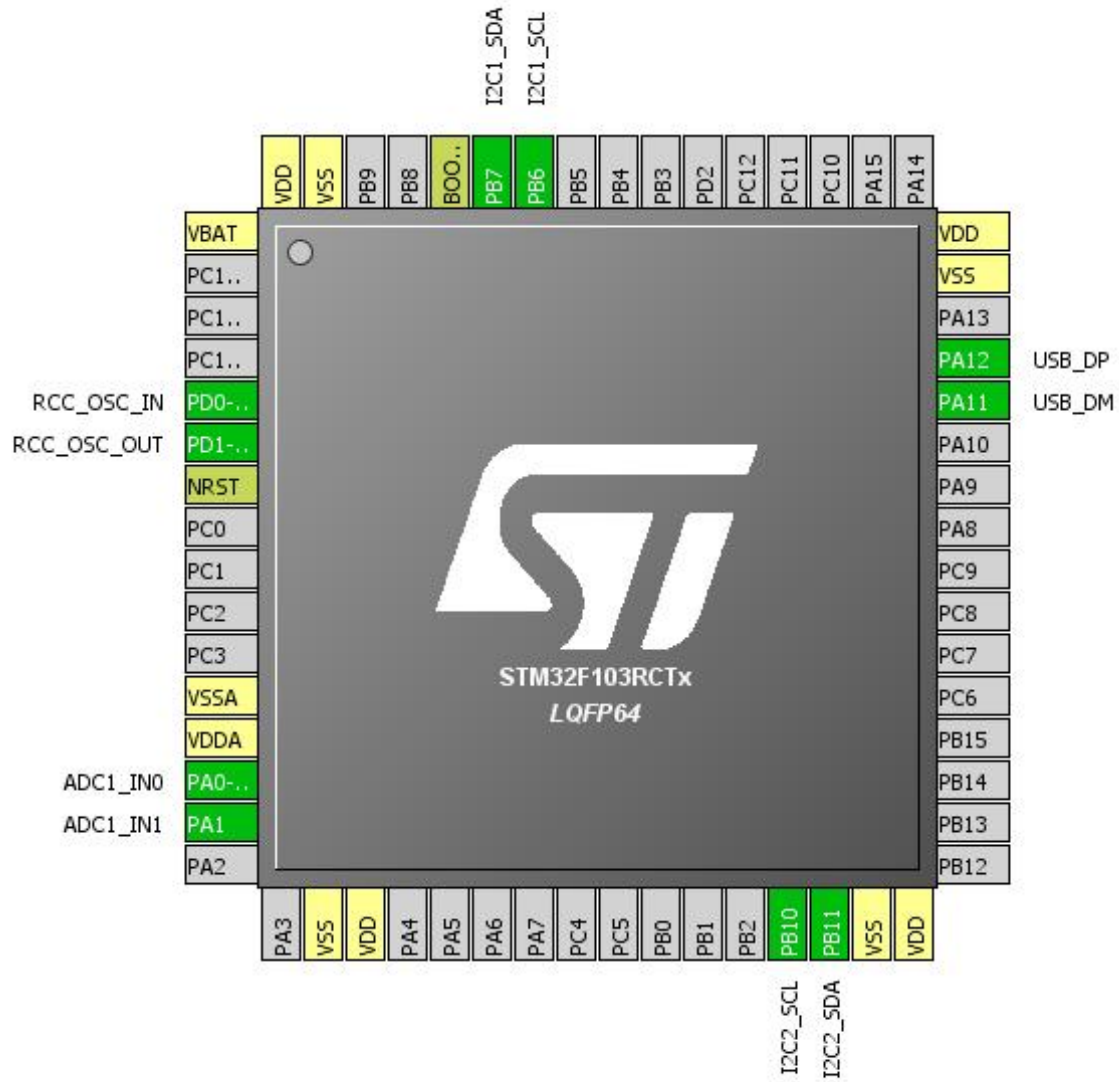 I2C1_SDA
I2C1_SCL
VDD
VSS
PB9
PB8
BOO..
PB7
PB6
PB5
PB4
PB3
PD2
PC12
PC11
PC10
PA15
PA14
VBAT
PC1..
PC1..
PC1..
RCC_OSC_IN PD0-..
RCC_OSC_OUT PD1-..
NRST
PC0
PC1
PC2
PC3
VSSA
VDDA
ADC1_IN0 PA0-..
ADC1_IN1 PA1
PA2
ST
STM32F103RCTx
LQFP64
VDD
VSS
PA13
PA12 USB_DP
PA11 USB_DM
PA10
PA9
PA8
PC9
PC8
PC7
PC6
PB15
PB14
PB13
PB12
PA3
VSS
VDD
PA4
PA5
PA6
PA7
PC4
PC5
PB0
PB1
PB2
PB10
PB11
VSS
VDD
I2C2_SCL
I2C2_SDA